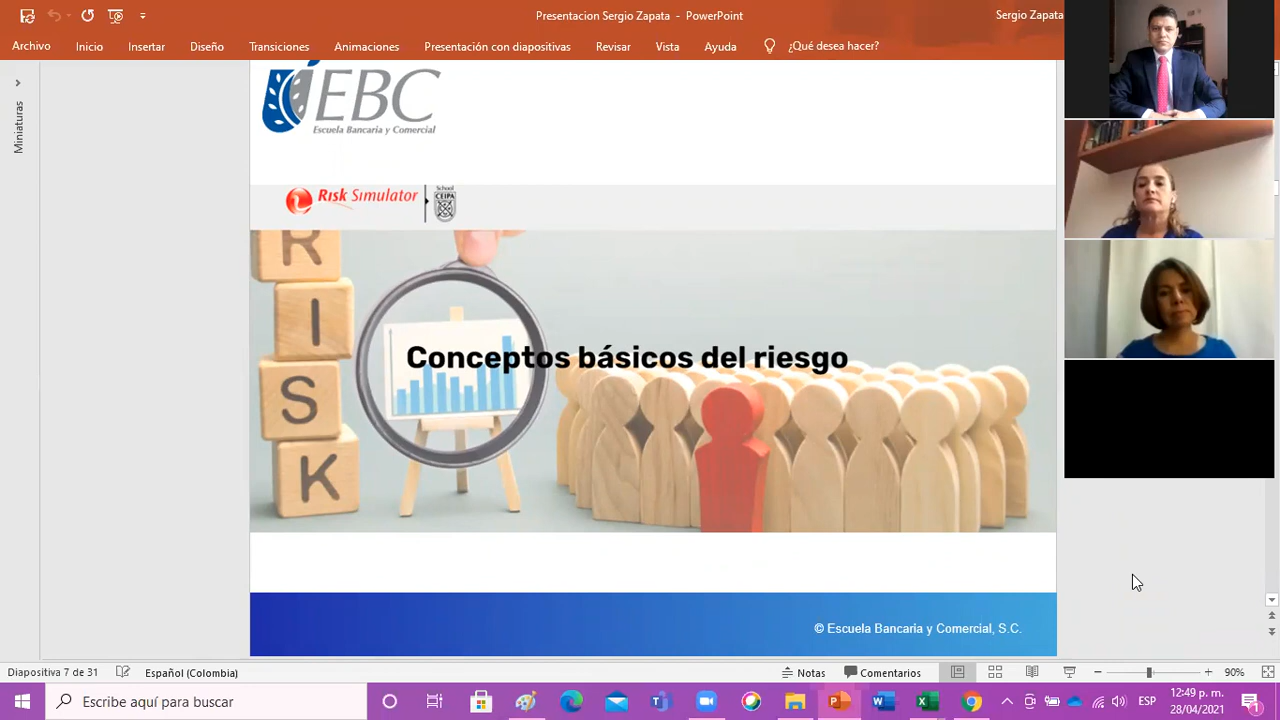 Presentacion Sergio Zapata - PowerPoint
Sergio Zapata
Archivo Inicio Insertar Diseño Transiciones Animaciones Presentación con diapositivas Revisar Vista Ayuda ¿Qué desea hacer?
Miniaturas
EBC
Escuela Bancaria y Comercial
Risk Simulator
School
CEIPA
R
I
S
K
Conceptos básicos del riesgo
© Escuela Bancaria y Comercial, S.C.
Diapositiva 7 de 31 Español (Colombia) Notas Comentarios 90%
Escribe aquí para buscar
ESP
12:49 p. m.
28/04/2021
1